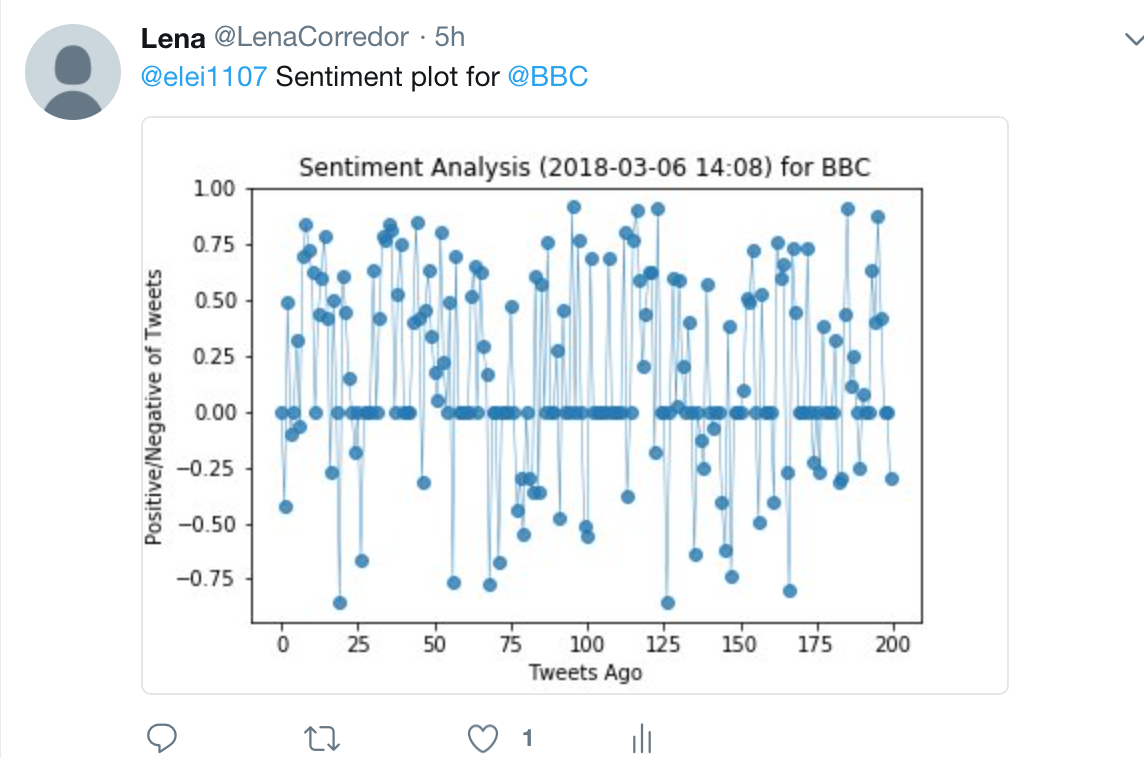 Lena @LenaCorredor · 5h
@elei1107 Sentiment plot for @BBC
Sentiment Analysis (2018-03-06 14:08) for BBC
Positive/Negative of Tweets
1.00
0.75
0.50
0.25
0.00
−0.25
−0.50
−0.75
0 25 50 75 100 125 150 175 200
Tweets Ago
1